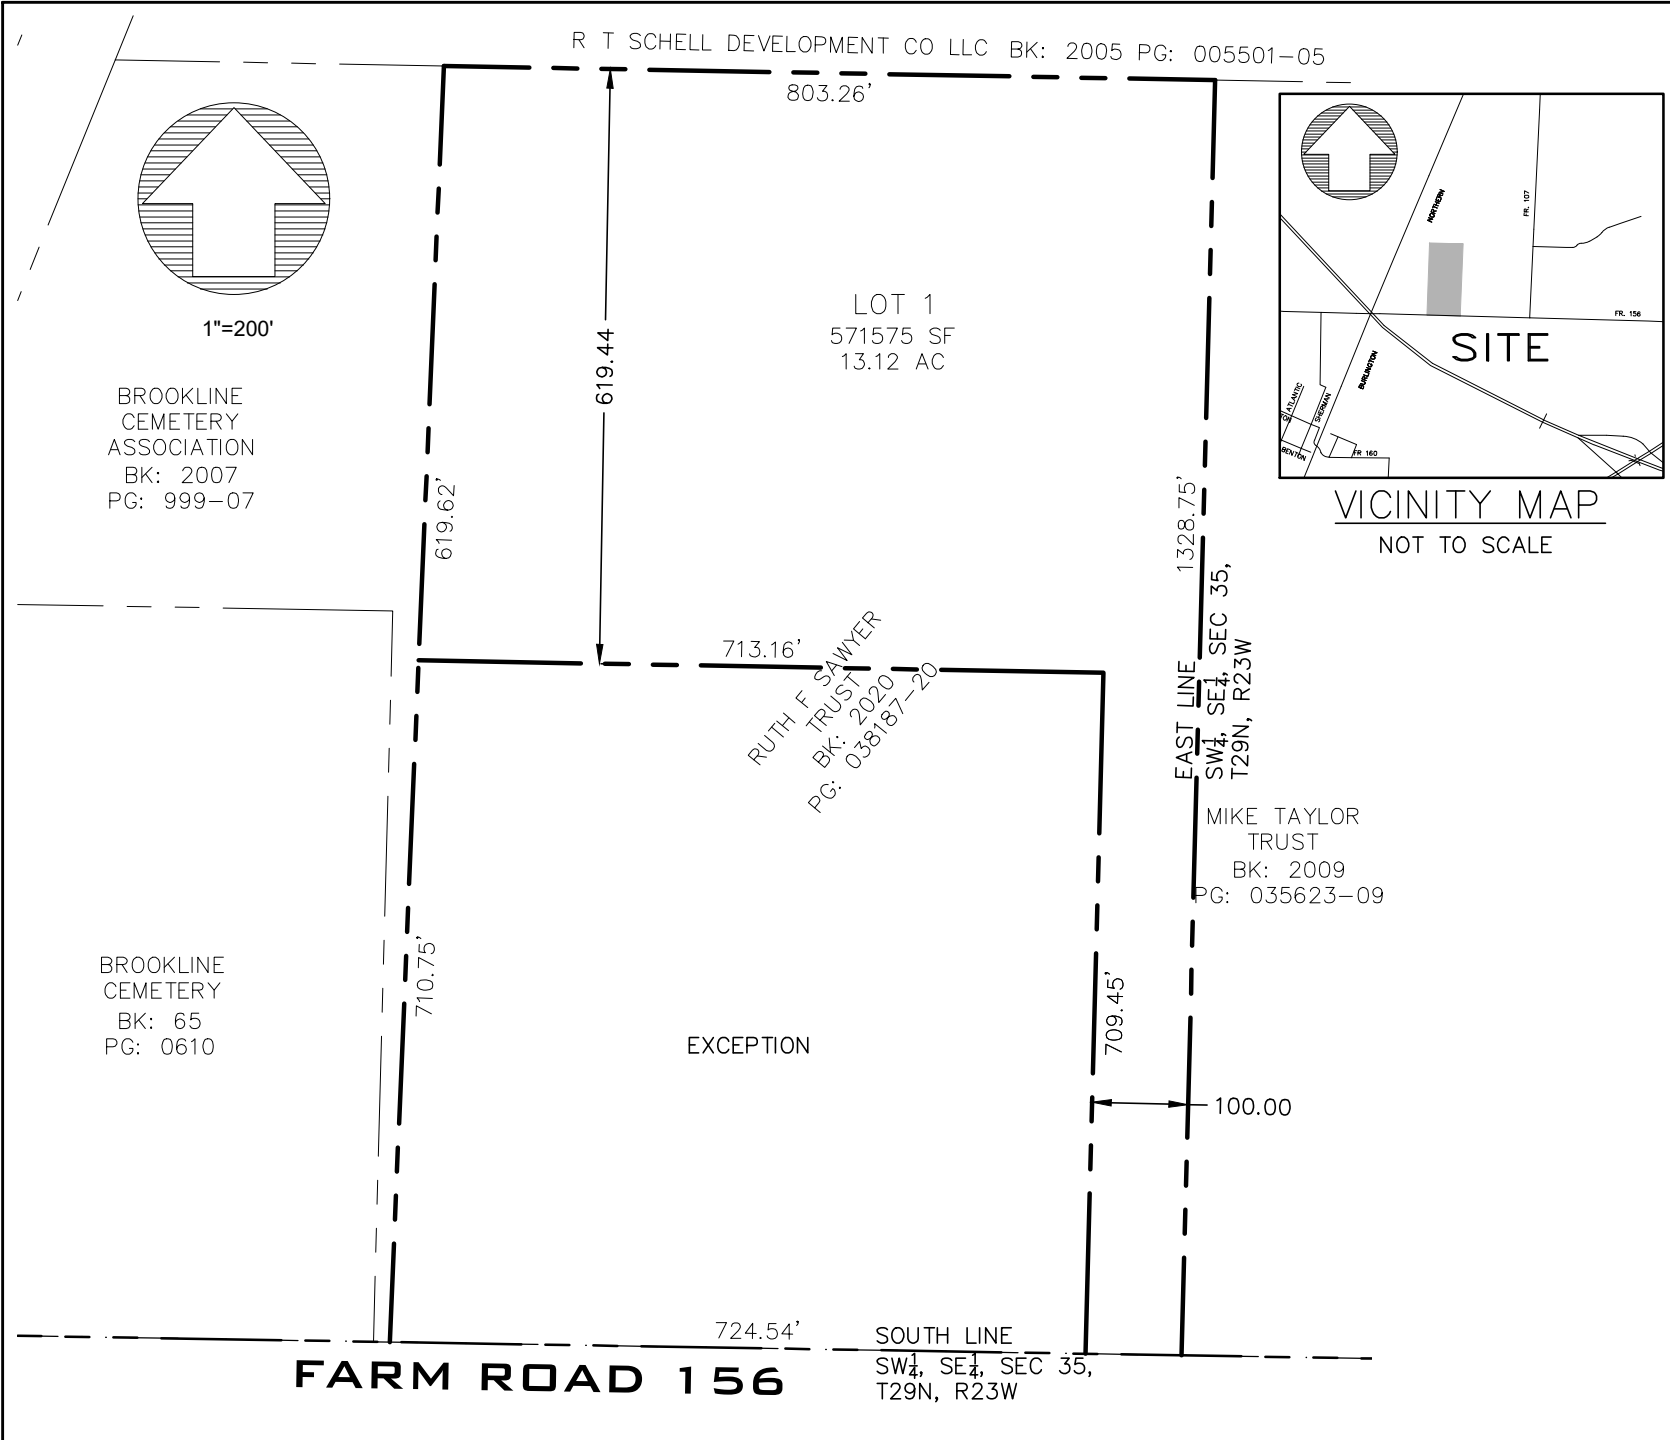 R T SCHELL DEVELOPMENT CO LLC BK: 2005 PG: 005501-05
803.26'
1"=200'
BROOKLINE
CEMETERY
ASSOCIATION
BK: 2007
PG: 999-07
619.44
619.62'
LOT 1
571575 SF
13.12 AC
1328.75'
NORTHERN
FR. 107
FR. 156
SITE
BURLINGTON
ATLANTIC
SHERMAN
BENTON
FR 160
VICINITY MAP
NOT TO SCALE
EAST LINE
SW¼, SE¼, SEC 35,
T29N, R23W
713.16'
RUTH F SAWYER
TRUST
BK: 2020
PG: 038187-20
MIKE TAYLOR
TRUST
BK: 2009
PG: 035623-09
BROOKLINE
CEMETERY
BK: 65
PG: 0610
710.75'
EXCEPTION
709.45'
100.00
724.54'
SOUTH LINE
SW¼, SE¼, SEC 35,
T29N, R23W
FARM ROAD 156